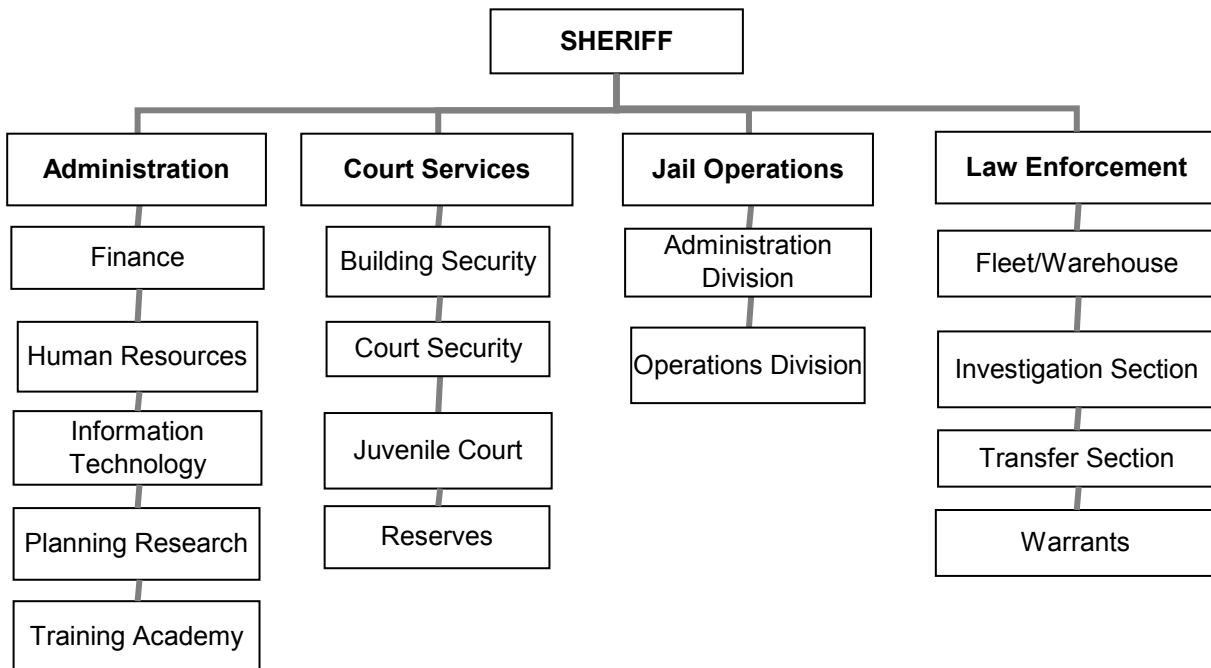 SHERIFF
Administration
Finance
Human Resources
Information
Technology
Planning Research
Training Academy
Court Services
Building Security
Court Security
Juvenile Court
Reserves
Jail Operations
Administration
Division
Operations Division
Law Enforcement
Fleet/Warehouse
Investigation Section
Transfer Section
Warrants